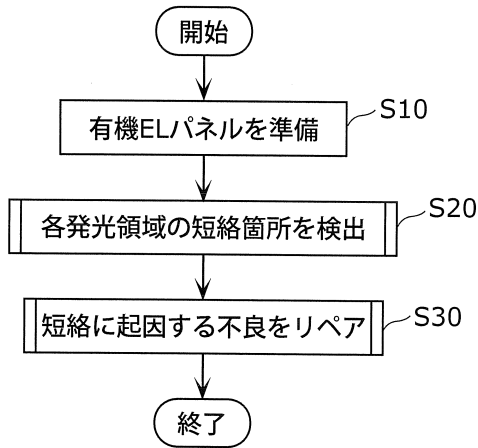 開始
有機ELパネルを準備
S10
各発光領域の短絡箇所を検出
S20
短絡に起因する不良をリペア
S30
終了